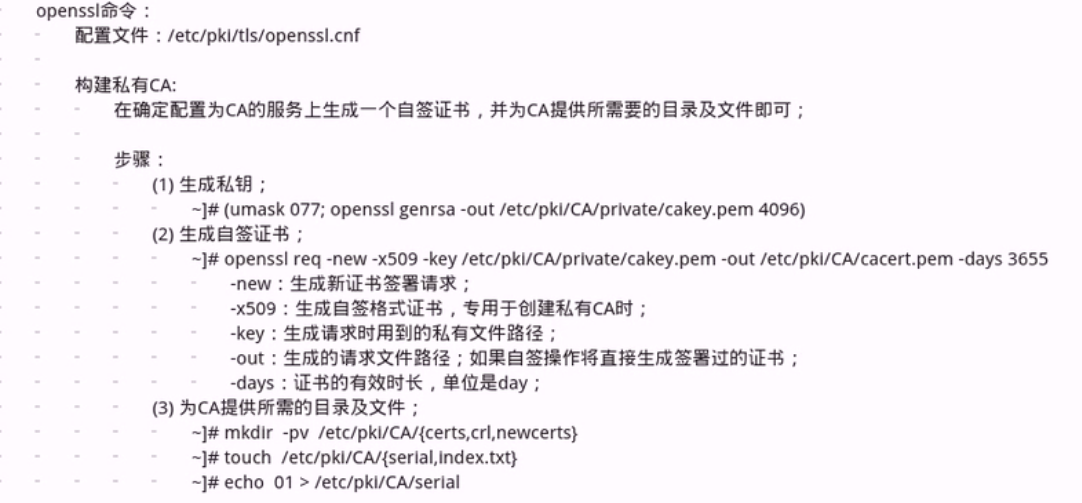 openssl命令：
配置文件：/etc/pki/tls/openssl.cnf
构建私有CA:
在确定配置为CA的服务上生成一个自签证书，并为CA提供所需要的目录及文件即可；
步骤：
(1) 生成私钥；
~]# (umask 077; openssl genrsa -out /etc/pki/CA/private/cakey.pem 4096)
(2) 生成自签证书；
~]# openssl req -new -x509 -key /etc/pki/CA/private/cakey.pem -out /etc/pki/CA/cacert.pem -days 3655
-new：生成新证书签署请求；
-x509：生成自签格式证书，专用于创建私有CA时；
-key：生成请求时用到的私有文件路径；
-out：生成的请求文件路径；如果自签操作将直接生成签署过的证书；
-days：证书的有效时长，单位是day；
(3) 为CA提供所需的目录及文件；
~]# mkdir  -pv  /etc/pki/CA/{certs,crl,newcerts}
~]# touch  /etc/pki/CA/{serial,index.txt}
~]# echo  01 > /etc/pki/CA/serial